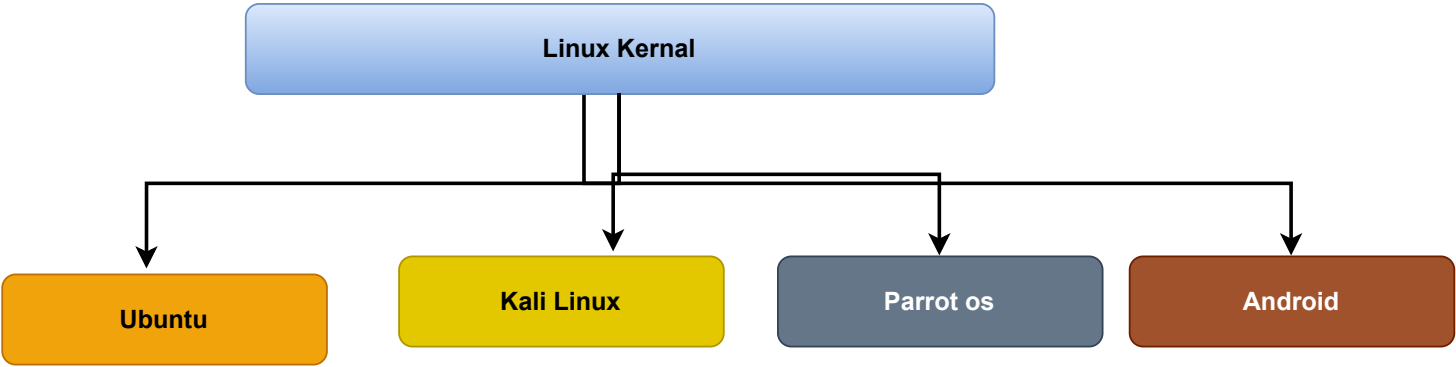 Linux Kernal
Ubuntu
Kali Linux
Parrot os
Android